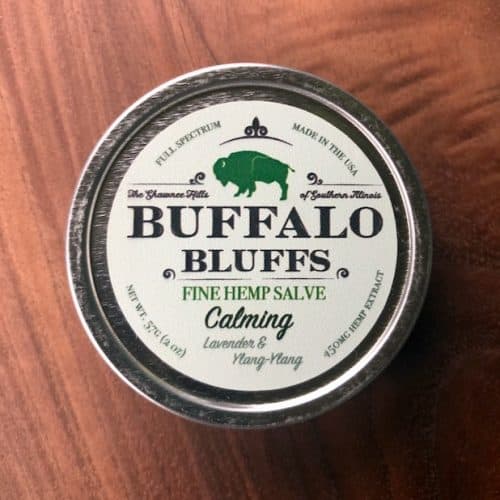 FULL SPECTRUM
MADE IN THE USA
The Shawnee Hills
of Southern Illinois
BUFFALO
BLUFFS
FINE HEMP SALVE
Calming
Lavender &
Ylang-Ylang
NET WT. 57G (2 OZ)
450MG HEMP EXTRACT